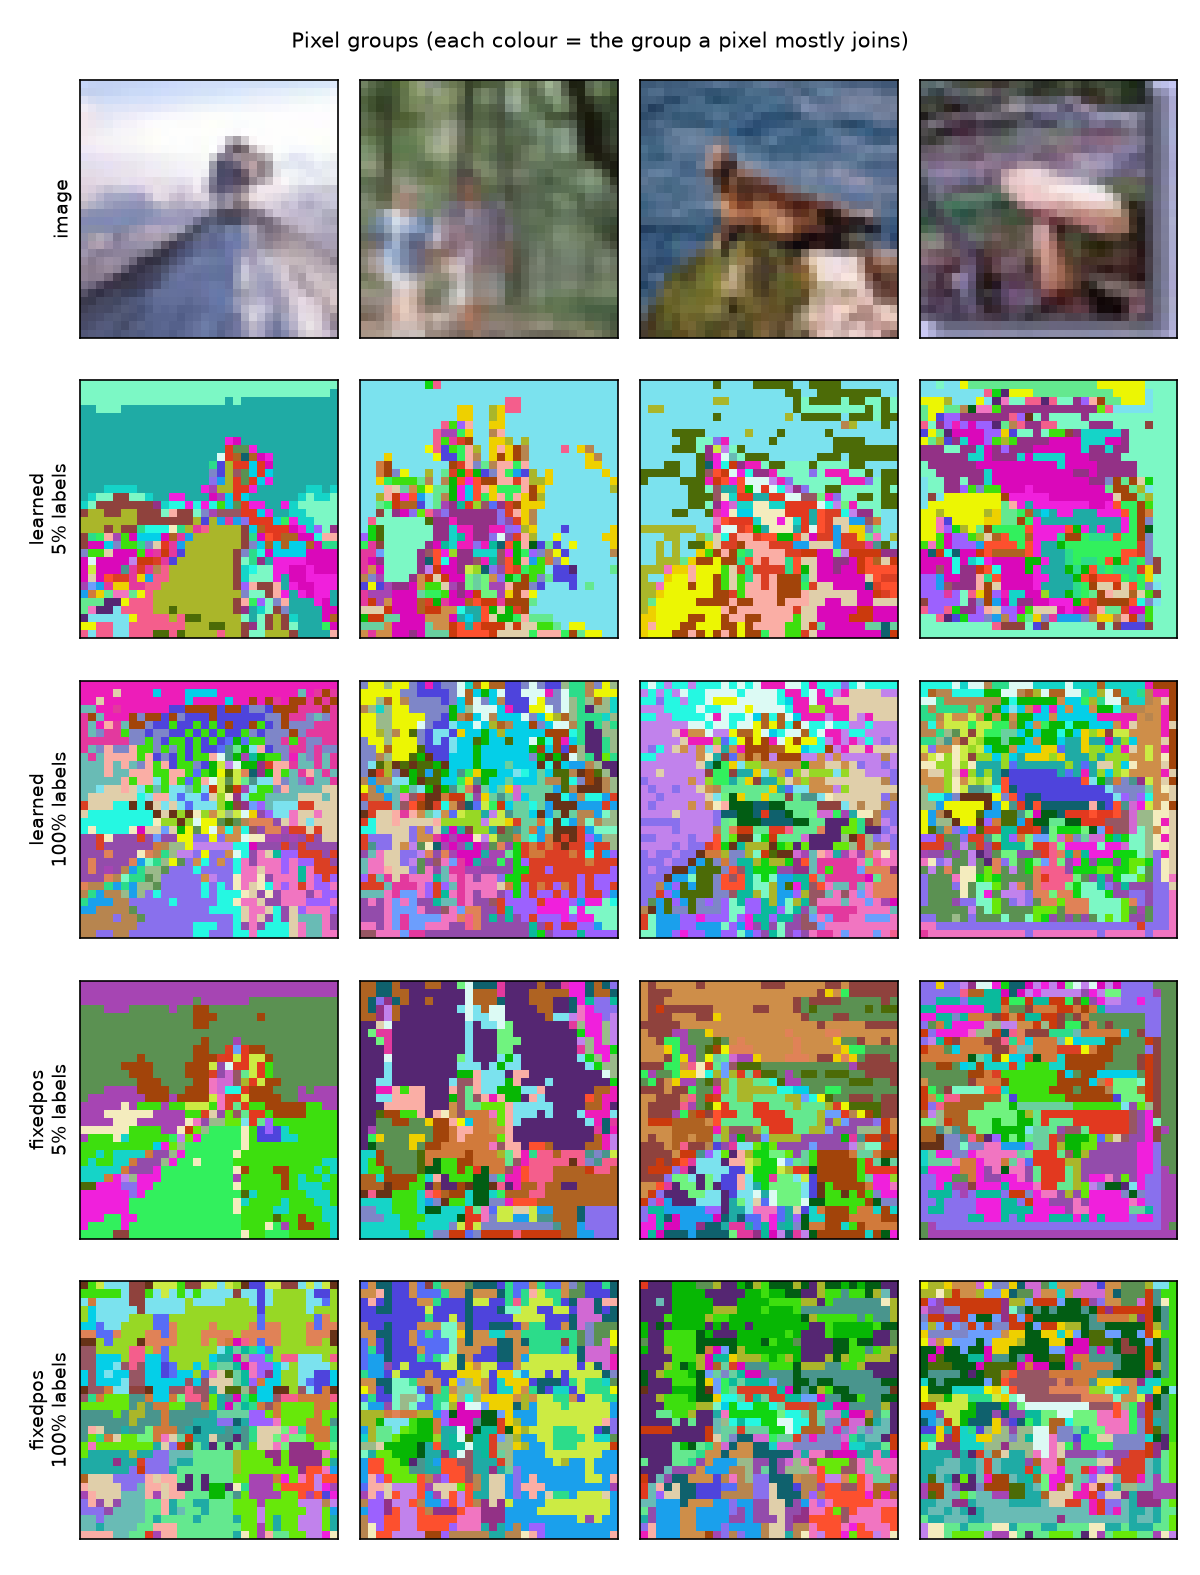 Pixel groups (each colour = the group a pixel mostly joins)
image
learned
5% labels
learned
100% labels
fixedpos
5% labels
fixedpos
100% labels